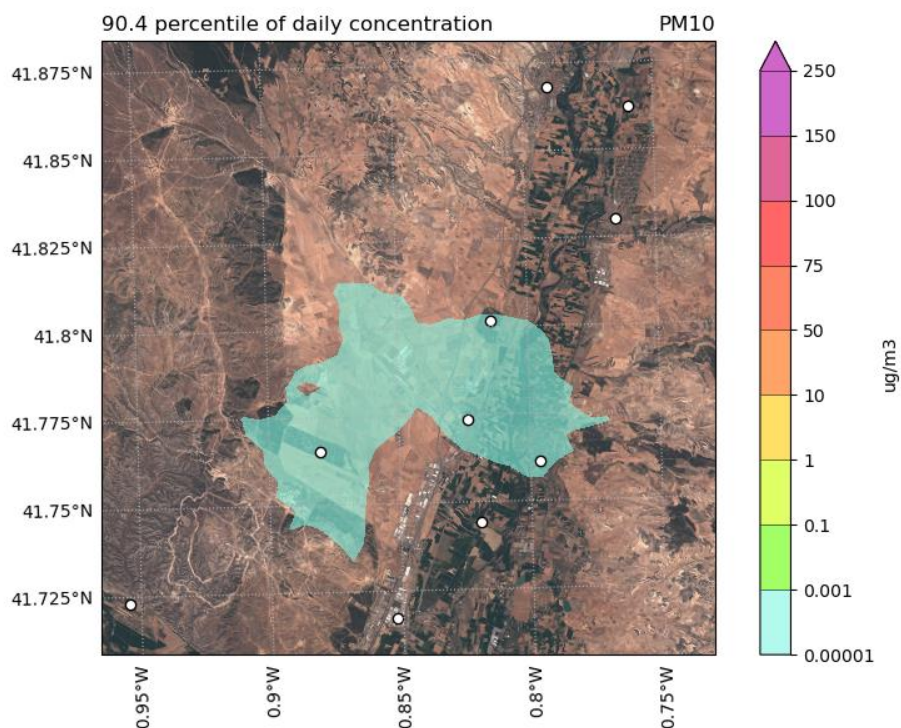 90.4 percentile of daily concentration PM10
41.875°N
41.85°N
41.825°N
41.8°N
41.775°N
41.75°N
41.725°N
0.95°W
0.9°W
0.85°W
0.8°W
0.75°W
250
150
100
75
50
10
1
0.1
0.001
0.00001
ug/m3